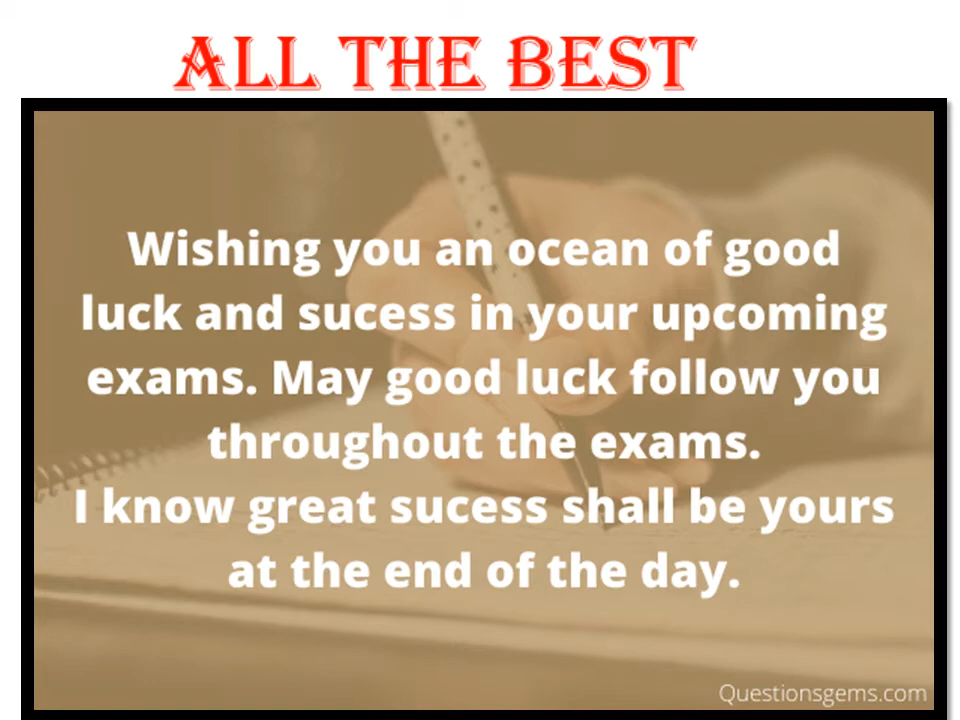 ALL THE BEST
Wishing you an ocean of good
luck and sucess in your upcoming
exams. May good luck follow you
throughout the exams.
I know great sucess shall be yours
at the end of the day.
Questionsgems.com